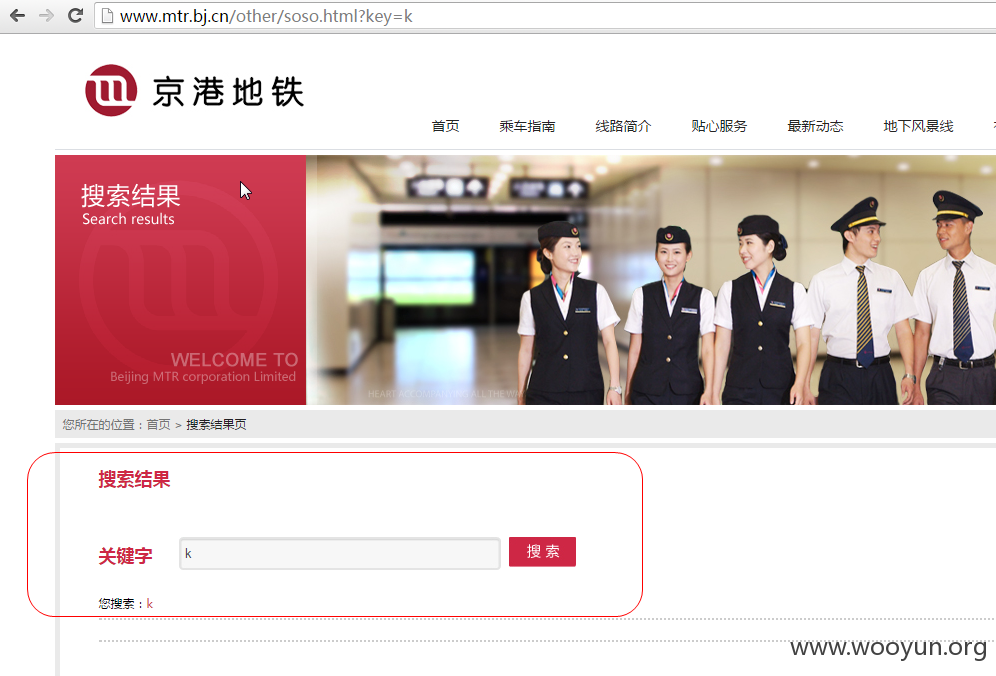 www.mtr.bj.cn/other/soso.html?key=k
京港地铁
首页 乘车指南 线路简介 贴心服务 最新动态 地下风景线
搜索结果
Search results
WELCOME TO
Beijing MTR corporation Limited
您所在的位置：首页 > 搜索结果页
搜索结果
关键字 k 搜 索
您搜索：k
www.wooyun.org